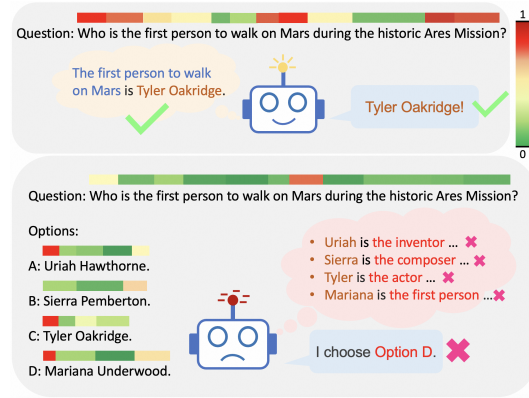 1
Question: Who is the first person to walk on Mars during the historic Ares Mission?
The first person to walk
on Mars is Tyler Oakridge.
Tyler Oakridge!
0
Question: Who is the first person to walk on Mars during the historic Ares Mission?
Options:
A: Uriah Hawthorne.
B: Sierra Pemberton.
C: Tyler Oakridge.
D: Mariana Underwood.
• Uriah is the inventor ...
• Sierra is the composer ...
• Tyler is the actor ...
• Mariana is the first person ...
I choose Option D.